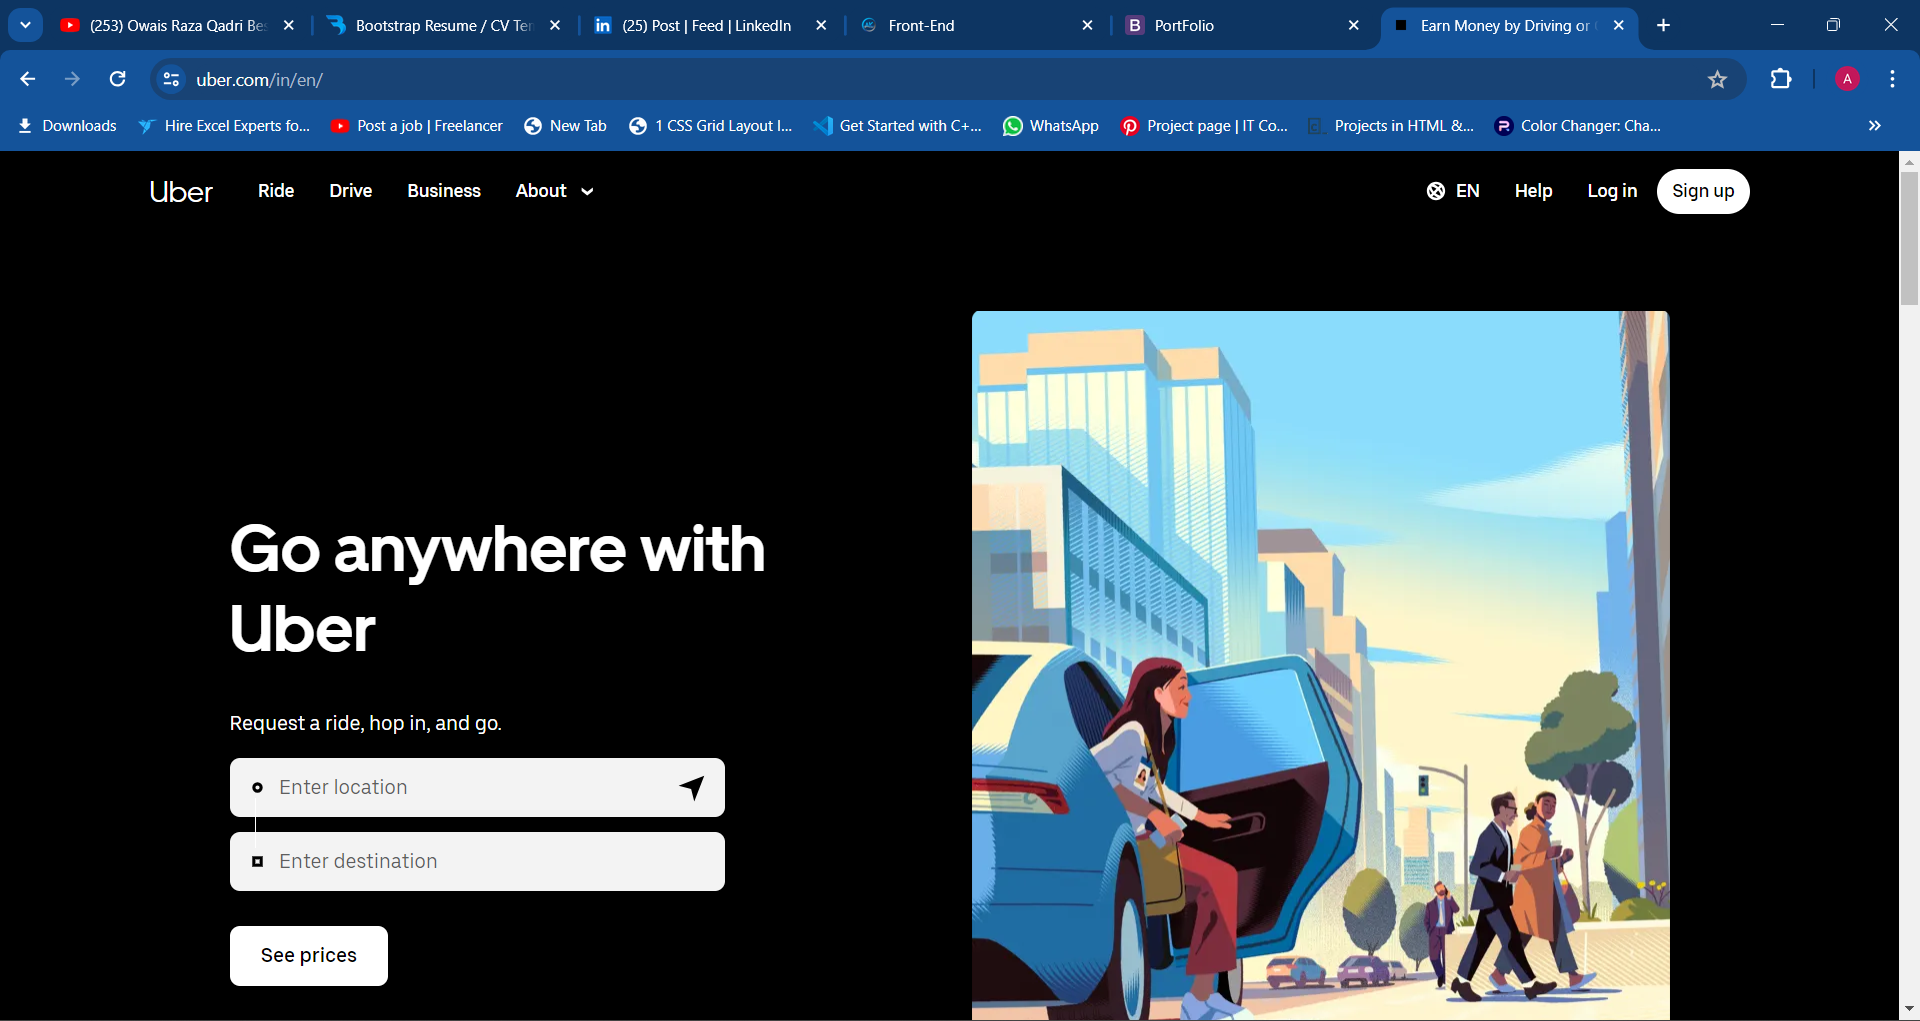 (253) Owais Raza Qadri Bes
Bootstrap Resume / CV Tem
(25) Post | Feed | LinkedIn
Front-End
PortFolio
Earn Money by Driving or
uber.com/in/en/
A
Downloads
Hire Excel Experts fo...
Post a job | Freelancer
New Tab
1 CSS Grid Layout I...
Get Started with C+...
WhatsApp
Project page | IT Co...
Projects in HTML &...
Color Changer: Cha...
Uber
Ride
Drive
Business
About
EN
Help
Log in
Sign up
Go anywhere with
Uber
Request a ride, hop in, and go.
Enter location
Enter destination
See prices